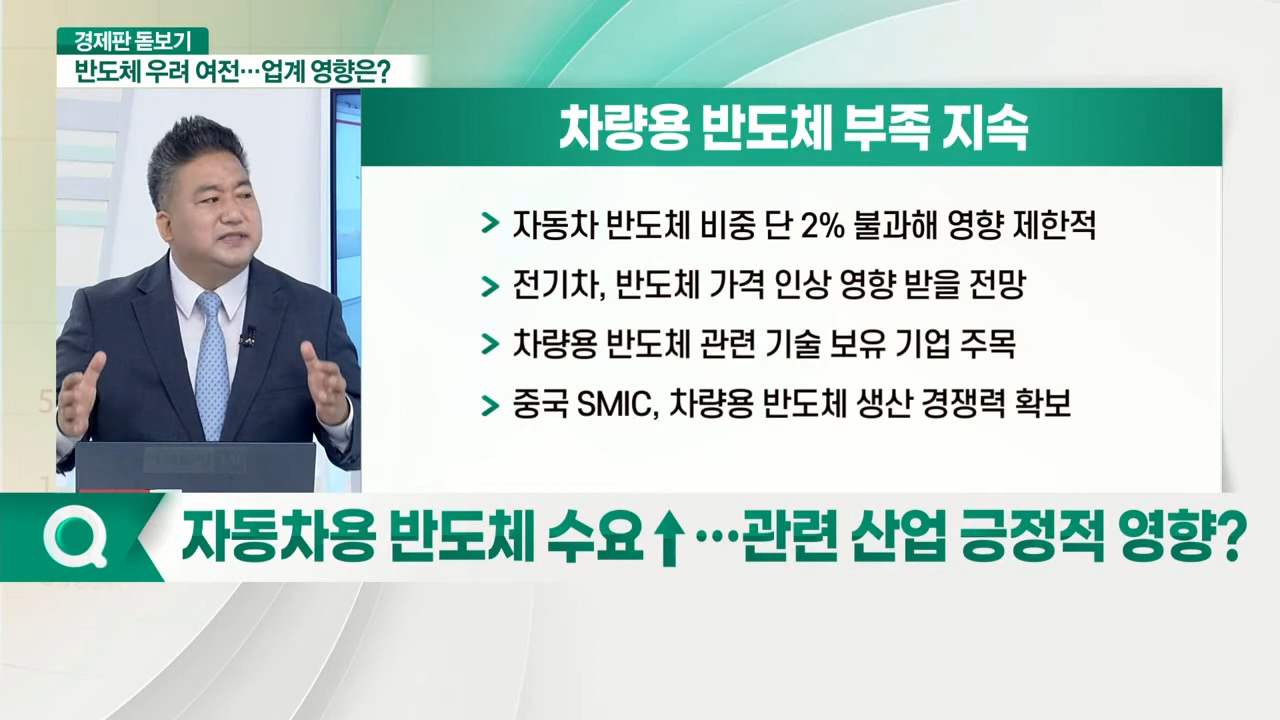 경제판 돋보기
반도체 우려 여전…업계 영향은?
차량용 반도체 부족 지속
> 자동차 반도체 비중 단 2% 불과해 영향 제한적
> 전기차, 반도체 가격 인상 영향 받을 전망
> 차량용 반도체 관련 기술 보유 기업 주목
> 중국 SMIC, 차량용 반도체 생산 경쟁력 확보
Q 자동차용 반도체 수요↑…관련 산업 긍정적 영향?